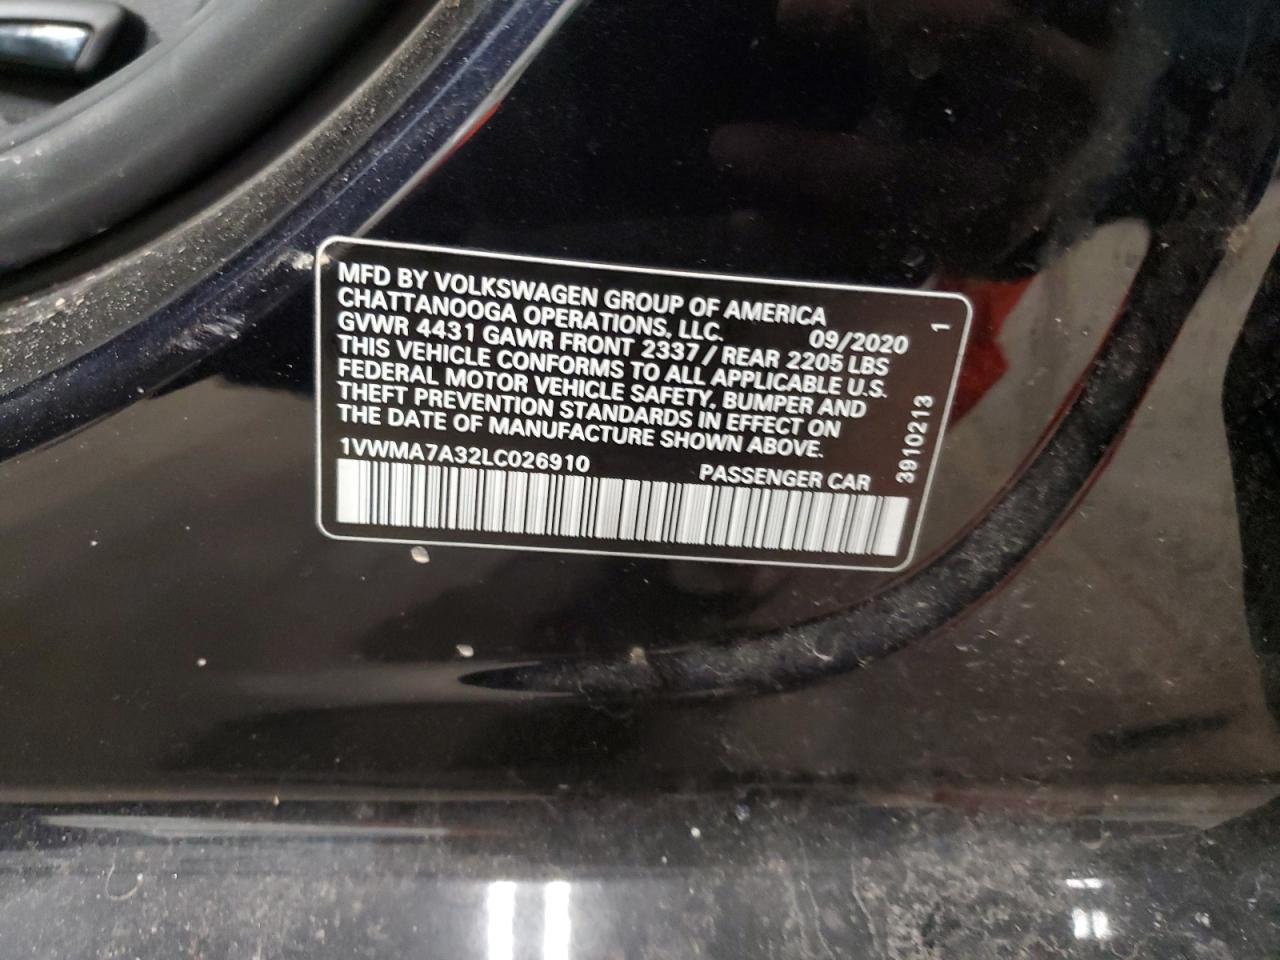 MFD BY VOLKSWAGEN GROUP OF AMERICA
CHATTANOOGA OPERATIONS, LLC. 09/2020 1
GVWR 4431 GAWR FRONT 2337 / REAR 2205 LBS
THIS VEHICLE CONFORMS TO ALL APPLICABLE U.S.
FEDERAL MOTOR VEHICLE SAFETY, BUMPER AND
THEFT PREVENTION STANDARDS IN EFFECT ON
THE DATE OF MANUFACTURE SHOWN ABOVE.
1VWMA7A32LC026910 PASSENGER CAR
3910213